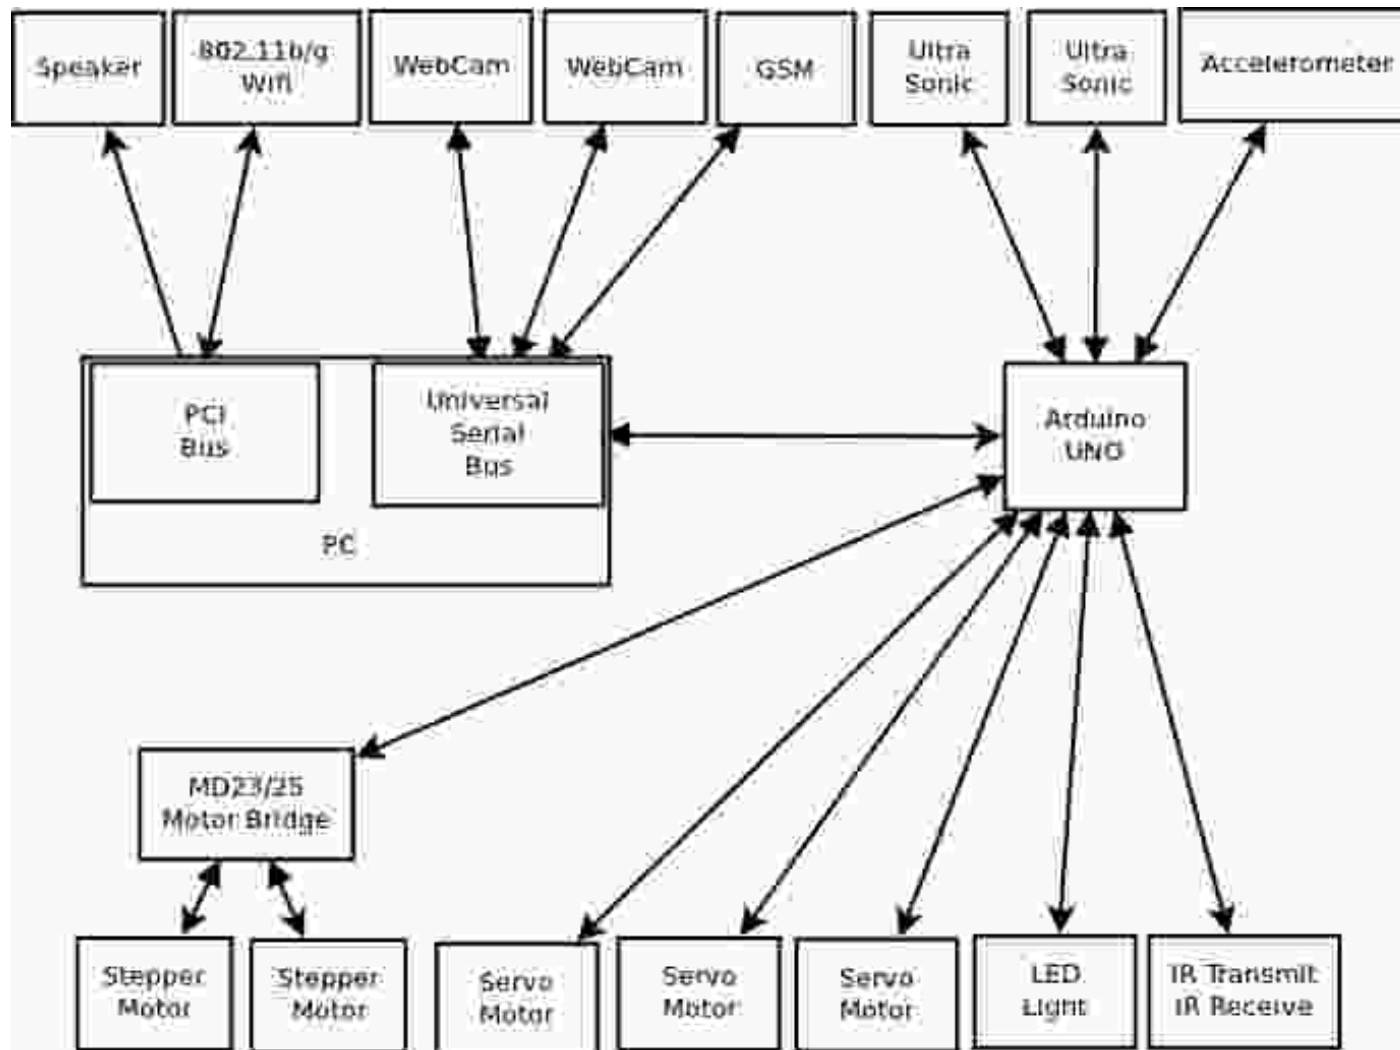 Speaker
802.11b/g
Wifi
WebCam
WebCam
GSM
Ultra
Sonic
Ultra
Sonic
Accelerometer
PCI
Bus
Universal
Serial
Bus
PC
Arduino
UNO
MD23/25
Motor Bridge
Stepper
Motor
Stepper
Motor
Servo
Motor
Servo
Motor
Servo
Motor
LED
Light
IR Transmit
IR Receive